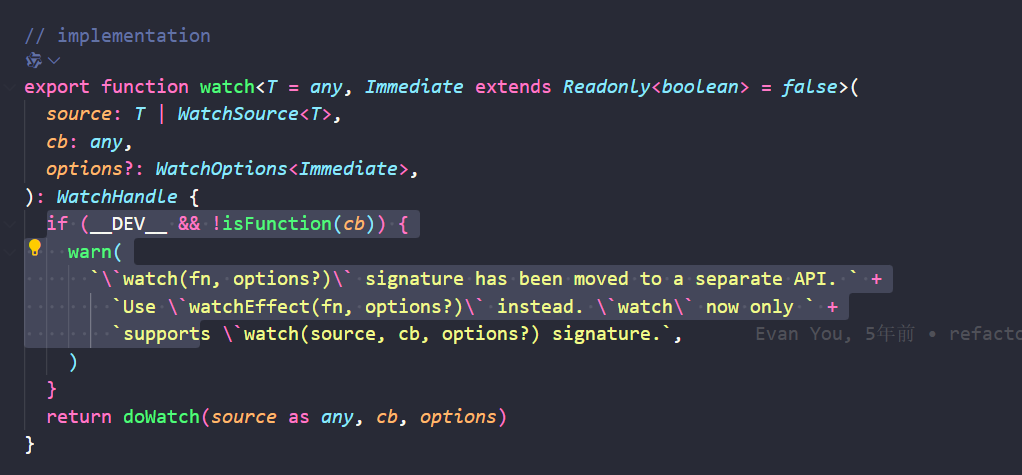 // implementation
export function watch<T = any, Immediate extends Readonly<boolean> = false>(
  source: T | WatchSource<T>,
  cb: any,
  options?: WatchOptions<Immediate>,
): WatchHandle {
  if (__DEV__ && !isFunction(cb)) {
    warn(
      `\`watch(fn, options?)\` signature has been moved to a separate API. ` +
        `Use \`watchEffect(fn, options?)\` instead. \`watch\` now only ` +
        `supports \`watch(source, cb, options?) signature.`, Evan You, 5年前 • refacto
    )
  }
  return doWatch(source as any, cb, options)
}